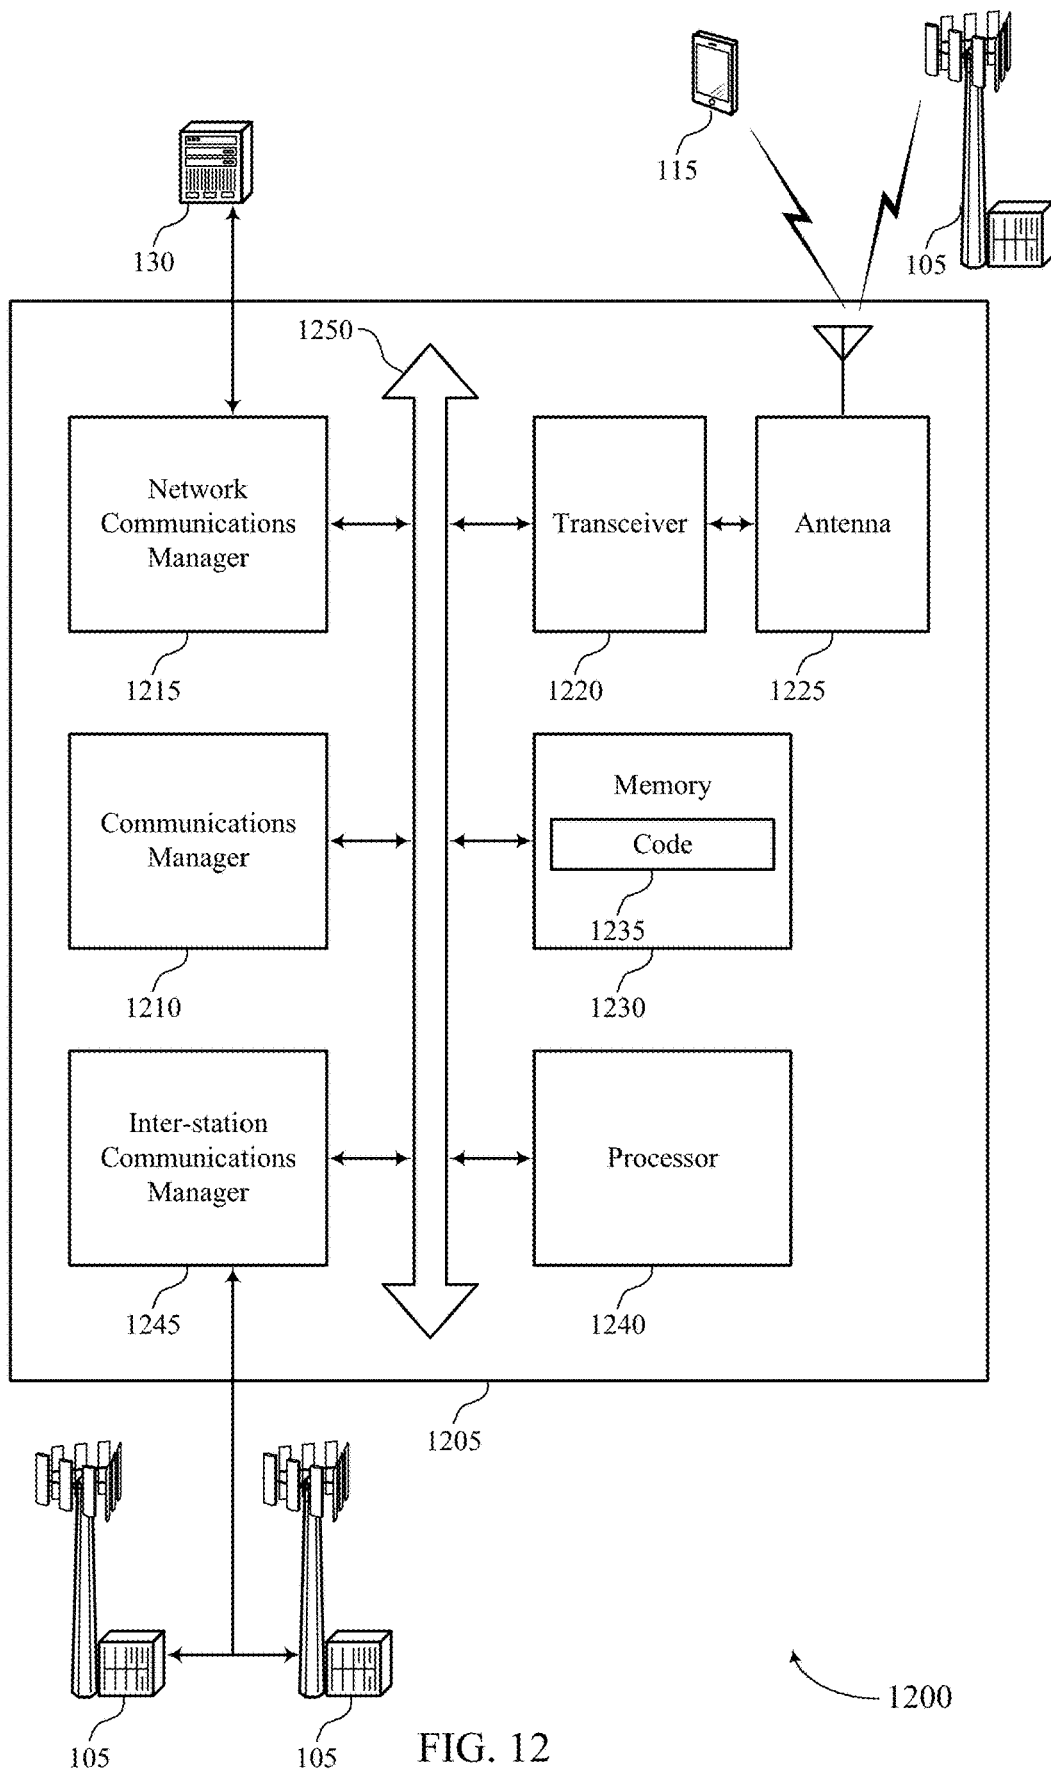 115
105
130
1250
Network
Communications
Manager
Transceiver
Antenna
1215
1220
1225
Communications
Manager
Memory
Code
1235
1210
1230
Inter-station
Communications
Manager
Processor
1245
1240
1205
105
105
1200
FIG. 12